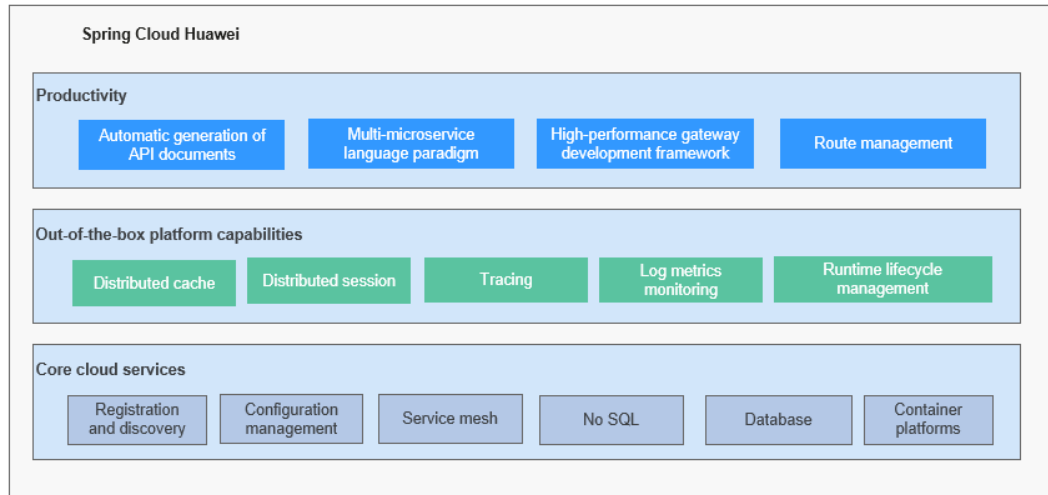 Spring Cloud Huawei
Productivity
Automatic generation of
API documents
Multi-microservice
language paradigm
High-performance gateway
development framework
Route management
Out-of-the-box platform capabilities
Distributed cache
Distributed session
Tracing
Log metrics
monitoring
Runtime lifecycle
management
Core cloud services
Registration
and discovery
Configuration
management
Service mesh
No SQL
Database
Container
platforms